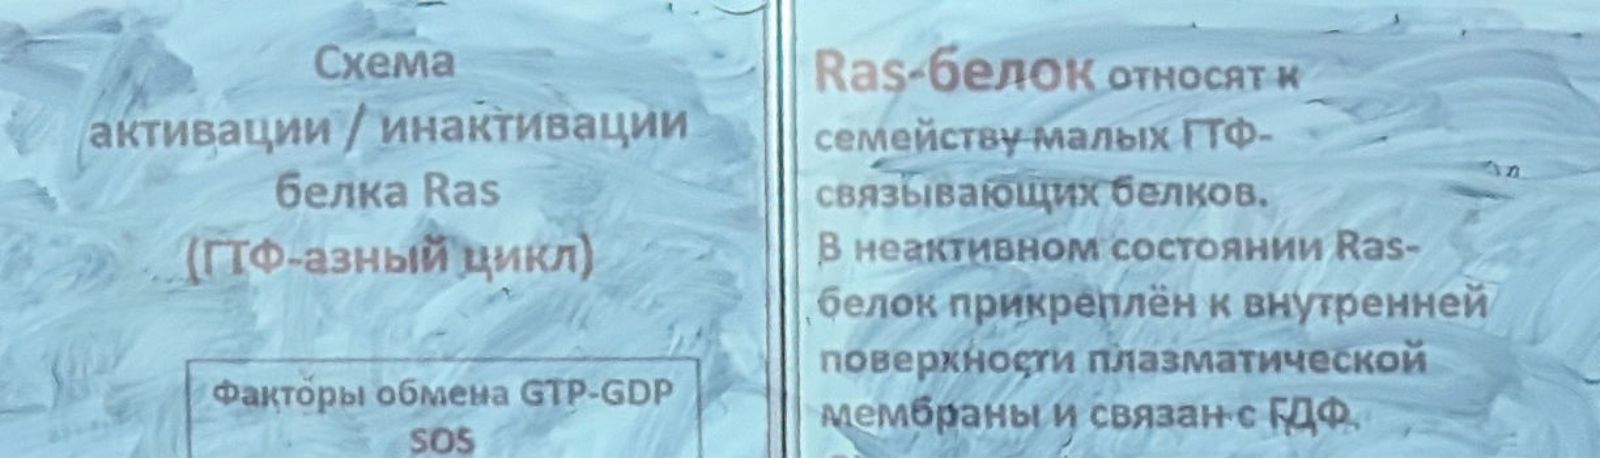 Схема
активации / инактивации
белка Ras
(ГТФ-азный цикл)
Факторы обмена GTP-GDP
SOS
Ras-белок относят к
семейству малых ГТФ-
связывающих белков.
В неактивном состоянии Ras-
белок прикреплён к внутренней
поверхности плазматической
мембраны и связан с ГДФ.